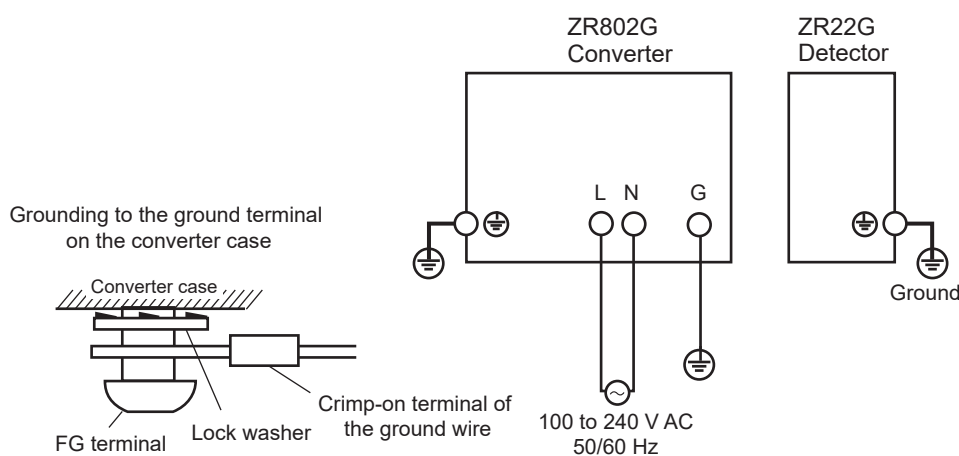 ZR802G
Converter
ZR22G
Detector
L N G
Grounding to the ground terminal
on the converter case
Converter case
Ground
Crimp-on terminal of
the ground wire
Lock washer
FG terminal
100 to 240 V AC
50/60 Hz